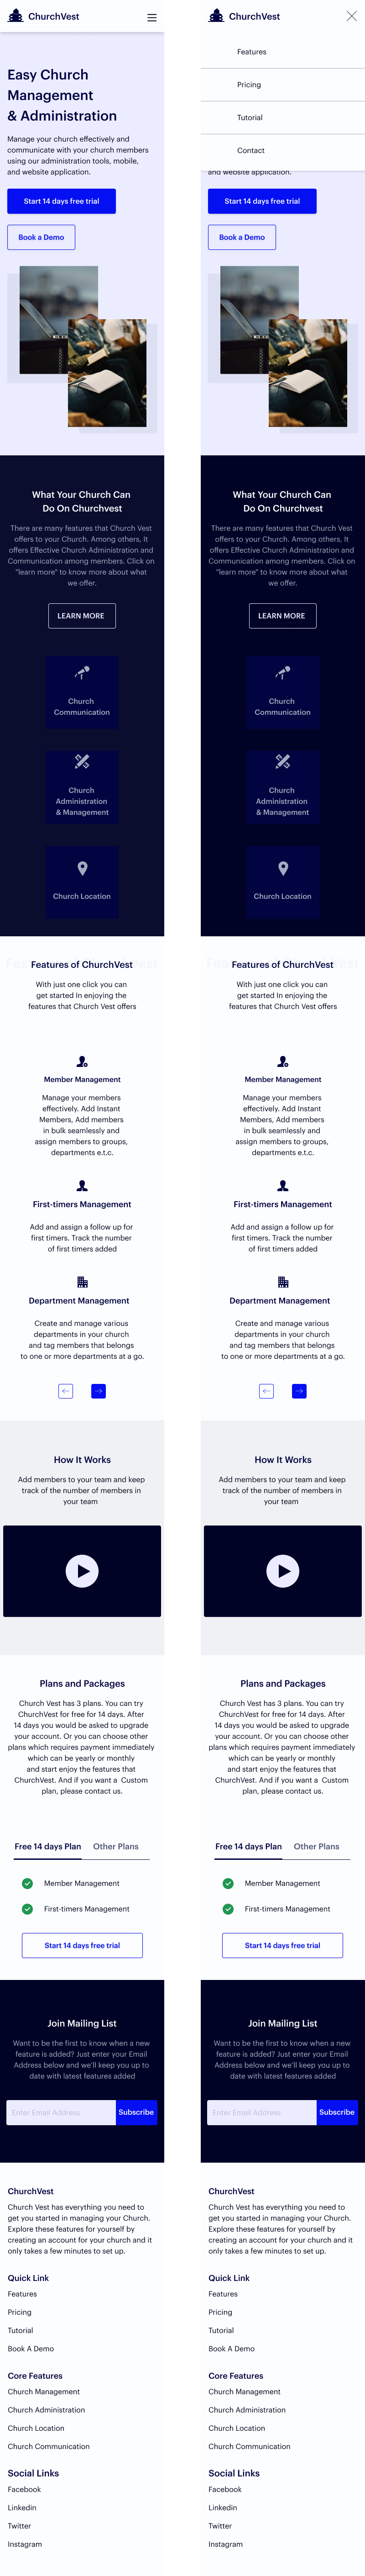 ChurchVest
Easy Church
Management
& Administration
Manage your church effectively and
communicate with your church members
using our administration tools, mobile,
and website application.
Start 14 days free trial
Book a Demo
What Your Church Can
Do On Churchvest
There are many features that Church Vest
offers to your Church. Among others, It
offers Effective Church Administration and
Communication among members. Click on
"learn more" to know more about what
we offer.
LEARN MORE
Church
Communication
Church
Administration
& Management
Church Location
Features of ChurchVest
With just one click you can
get started In enjoying the
features that Church Vest offers
Member Management
Manage your members
effectively. Add Instant
Members, Add members
in bulk seamlessly and
assign members to groups,
departments e.t.c.
First-timers Management
Add and assign a follow up for
first timers. Track the number
of first timers added
Department Management
Create and manage various
departments in your church
and tag members that belongs
to one or more departments at a go.
How It Works
Add members to your team and keep
track of the number of members in
your team
Plans and Packages
Church Vest has 3 plans. You can try
ChurchVest for free for 14 days. After
14 days you would be asked to upgrade
your account. Or you can choose other
plans which requires payment immediately
which can be yearly or monthly
and start enjoy the features that
ChurchVest. And if you want a  Custom
plan, please contact us.
Free 14 days Plan
Other Plans
Member Management
First-timers Management
Start 14 days free trial
Join Mailing List
Want to be the first to know when a new
feature is added? Just enter your Email
Address below and we'll keep you up to
date with latest features added
Enter Email Address
Subscribe
ChurchVest
Church Vest has everything you need to
get you started in managing your Church.
Explore these features for yourself by
creating an account for your church and it
only takes a few minutes to set up.
Quick Link
Features
Pricing
Tutorial
Book A Demo
Core Features
Church Management
Church Administration
Church Location
Church Communication
Social Links
Facebook
Linkedin
Twitter
Instagram
ChurchVest
Features
Pricing
Tutorial
Contact
and website application.
Start 14 days free trial
Book a Demo
What Your Church Can
Do On Churchvest
There are many features that Church Vest
offers to your Church. Among others, It
offers Effective Church Administration and
Communication among members. Click on
"learn more" to know more about what
we offer.
LEARN MORE
Church
Communication
Church
Administration
& Management
Church Location
Features of ChurchVest
With just one click you can
get started In enjoying the
features that Church Vest offers
Member Management
Manage your members
effectively. Add Instant
Members, Add members
in bulk seamlessly and
assign members to groups,
departments e.t.c.
First-timers Management
Add and assign a follow up for
first timers. Track the number
of first timers added
Department Management
Create and manage various
departments in your church
and tag members that belongs
to one or more departments at a go.
How It Works
Add members to your team and keep
track of the number of members in
your team
Plans and Packages
Church Vest has 3 plans. You can try
ChurchVest for free for 14 days. After
14 days you would be asked to upgrade
your account. Or you can choose other
plans which requires payment immediately
which can be yearly or monthly
and start enjoy the features that
ChurchVest. And if you want a  Custom
plan, please contact us.
Free 14 days Plan
Other Plans
Member Management
First-timers Management
Start 14 days free trial
Join Mailing List
Want to be the first to know when a new
feature is added? Just enter your Email
Address below and we'll keep you up to
date with latest features added
Enter Email Address
Subscribe
ChurchVest
Church Vest has everything you need to
get you started in managing your Church.
Explore these features for yourself by
creating an account for your church and it
only takes a few minutes to set up.
Quick Link
Features
Pricing
Tutorial
Book A Demo
Core Features
Church Management
Church Administration
Church Location
Church Communication
Social Links
Facebook
Linkedin
Twitter
Instagram